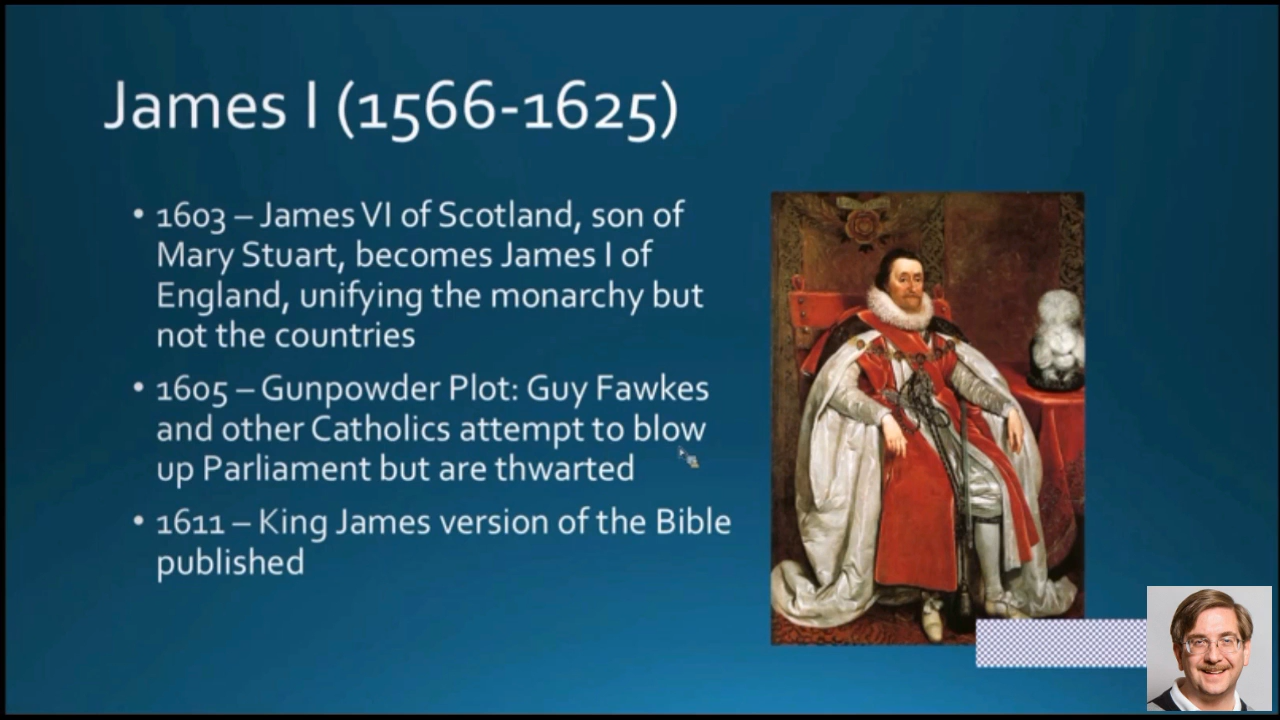 James I (1566-1625)
• 1603 – James VI of Scotland, son of
Mary Stuart, becomes James I of
England, unifying the monarchy but
not the countries
• 1605 – Gunpowder Plot: Guy Fawkes
and other Catholics attempt to blow
up Parliament but are thwarted
• 1611 – King James version of the Bible
published